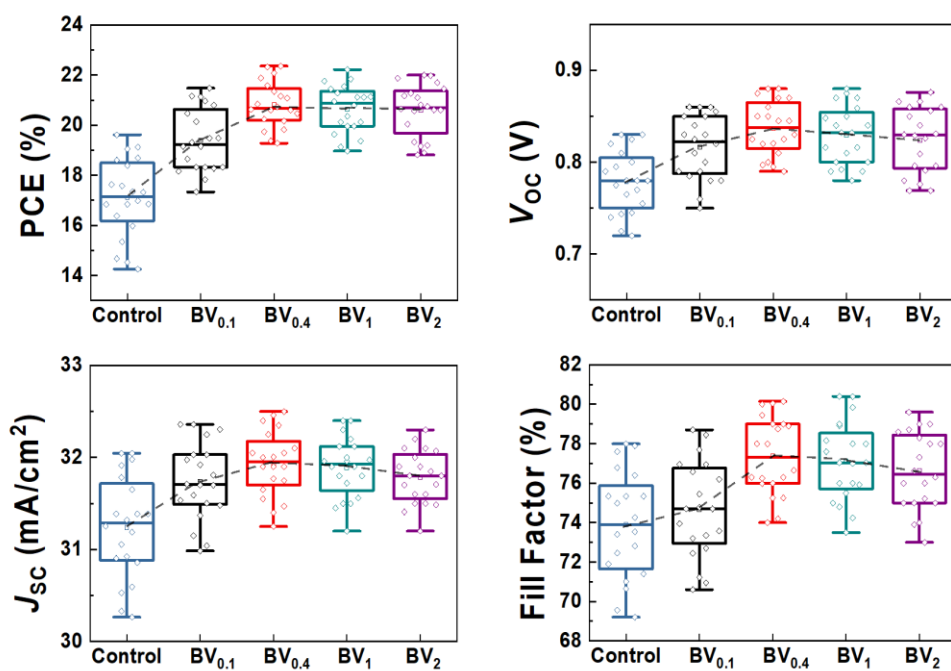 PCE (%)
24
22
20
18
16
14
Control BV0.1 BV0.4 BV1 BV2
VOC (V)
0.9
0.8
0.7
Control BV0.1 BV0.4 BV1 BV2
JSC (mA/cm²)
33
32
31
30
Control BV0.1 BV0.4 BV1 BV2
Fill Factor (%)
82
80
78
76
74
72
70
68
Control BV0.1 BV0.4 BV1 BV2